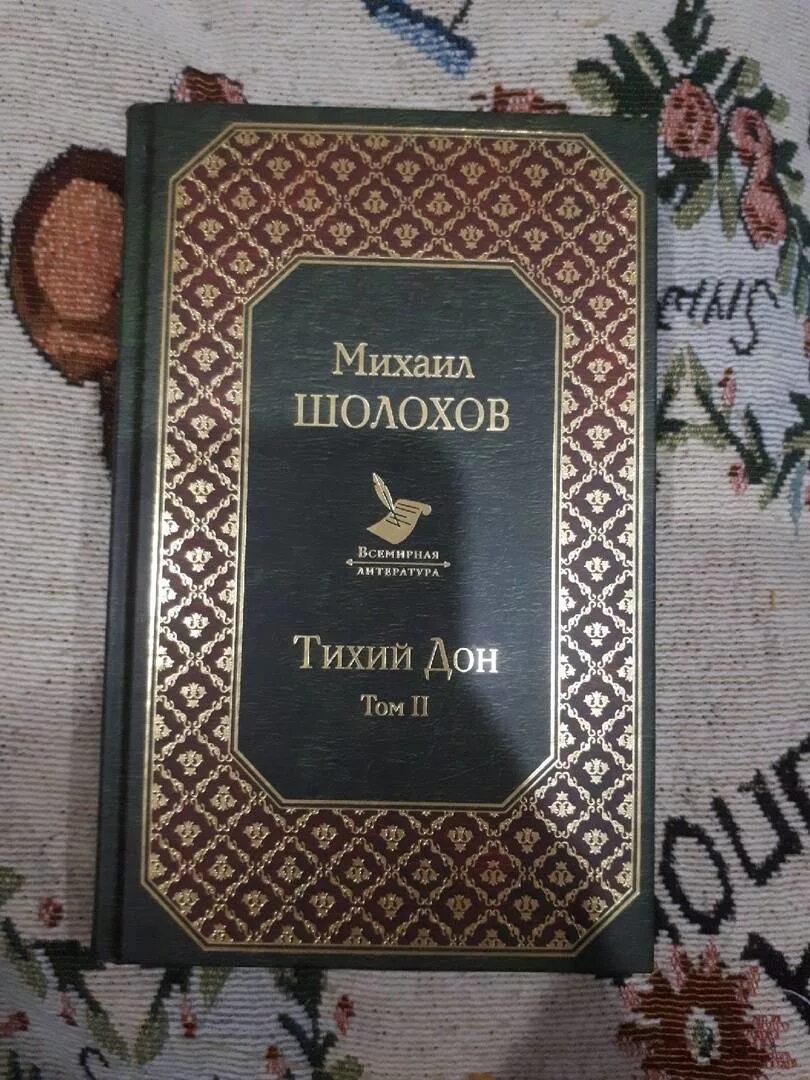 Михаил
ШОЛОХОВ
Всемирная
литература
Тихий Дон
Том II